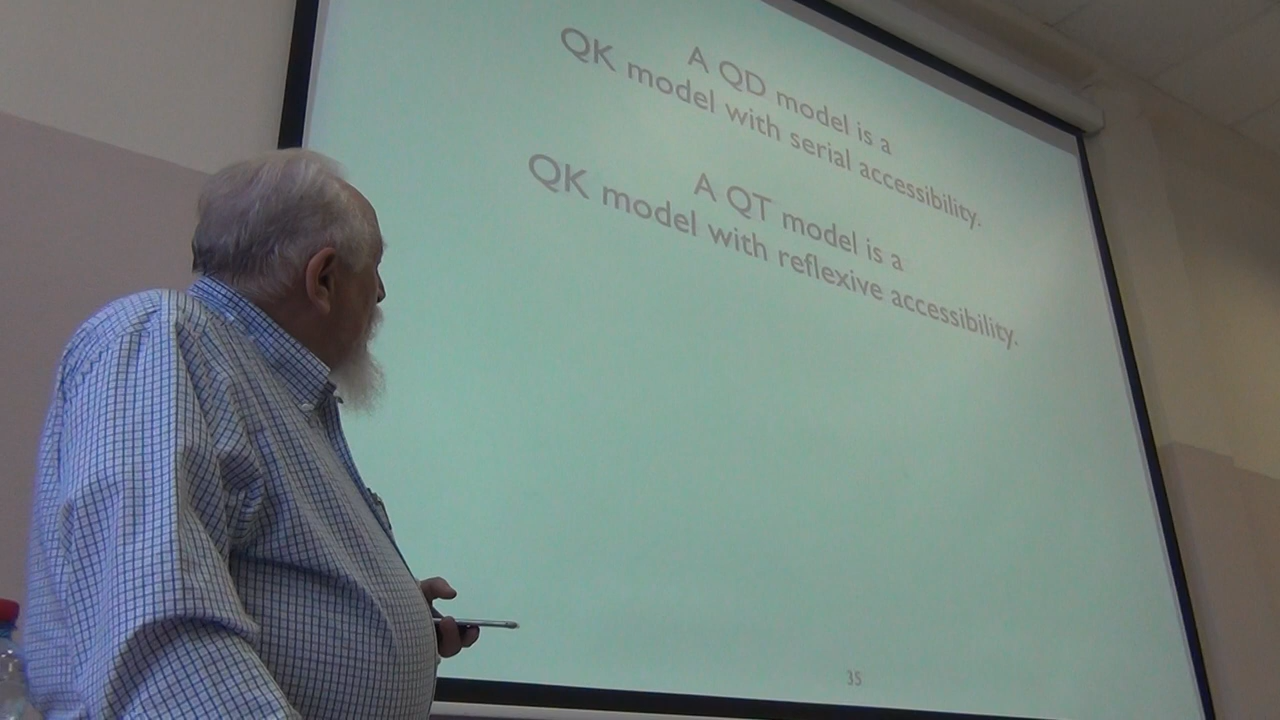 A QD model is a
QK model with serial accessibility.
A QT model is a
QK model with reflexive accessibility.
35